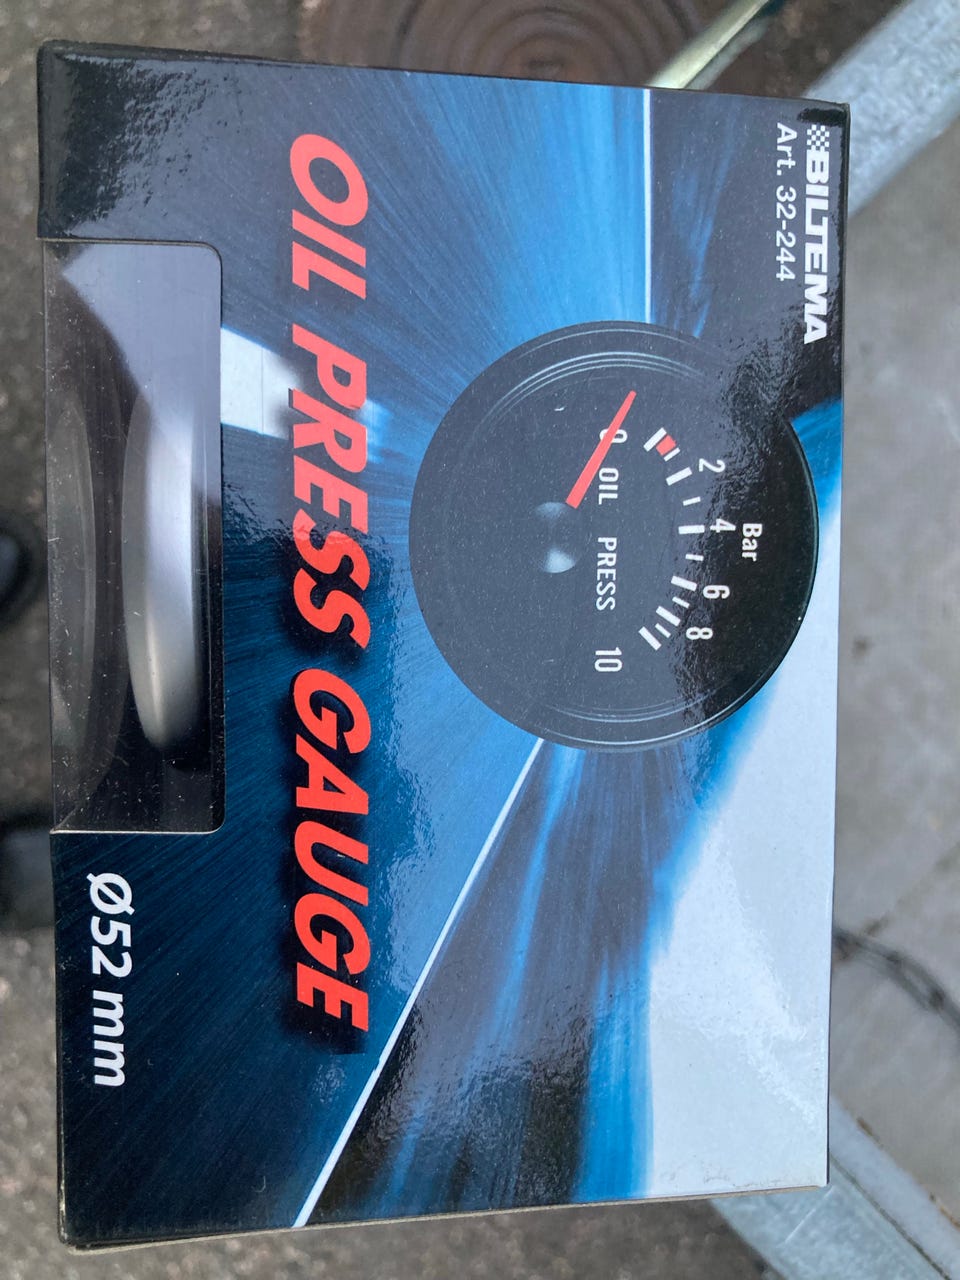 BILTEMA
Art. 32-244
Bar
2 4 6 8
0 OIL PRESS 10
OIL PRESS GAUGE
Ø52 mm